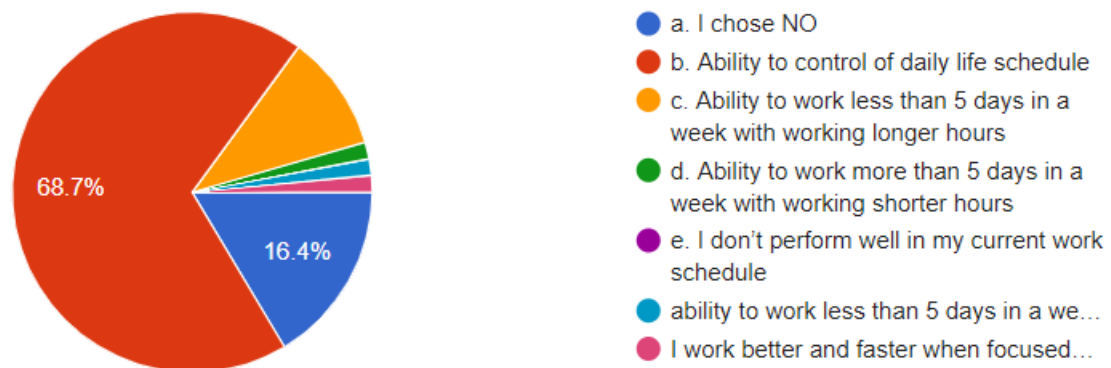 68.7%
16.4%
a. I chose NO
b. Ability to control of daily life schedule
c. Ability to work less than 5 days in a
week with working longer hours
d. Ability to work more than 5 days in a
week with working shorter hours
e. I don’t perform well in my current work
schedule
ability to work less than 5 days in a we…
I work better and faster when focused…